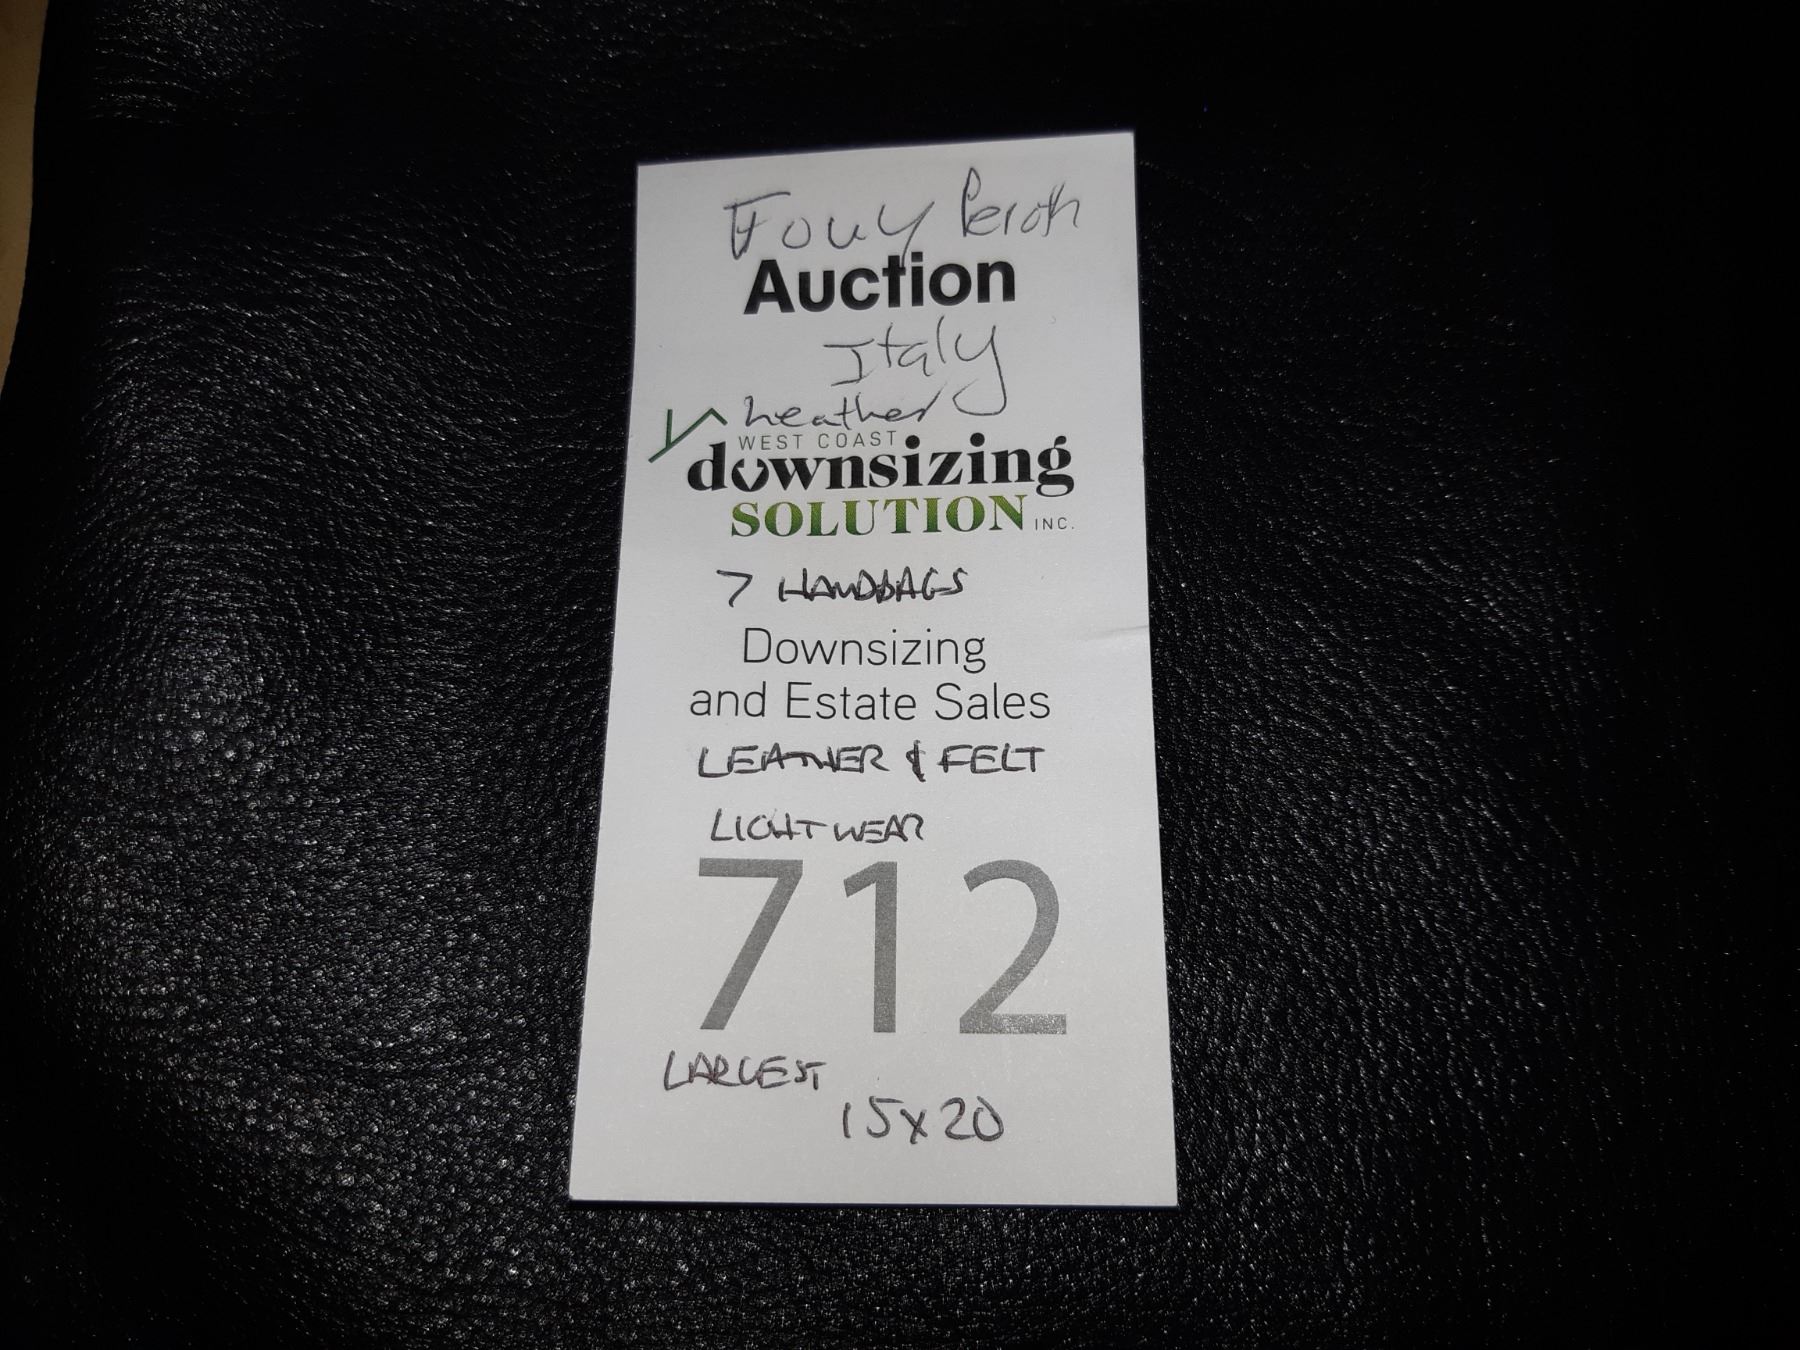 Auction
Italy
WEST COAST
downsizing
SOLUTION INC.
7 HANDBAGS
Downsizing
and Estate Sales
LEATHER & FELT
LIGHT WEAR
712
LARGEST
15x20